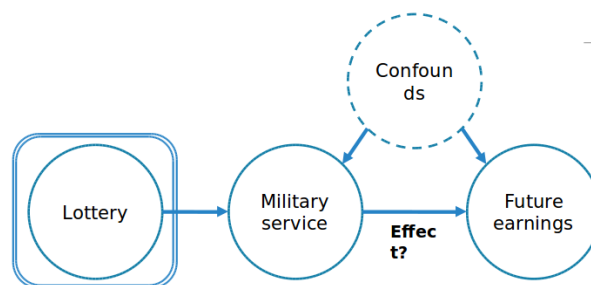 Confoun
ds
Lottery
Military
service
Effec
t?
Future
earnings